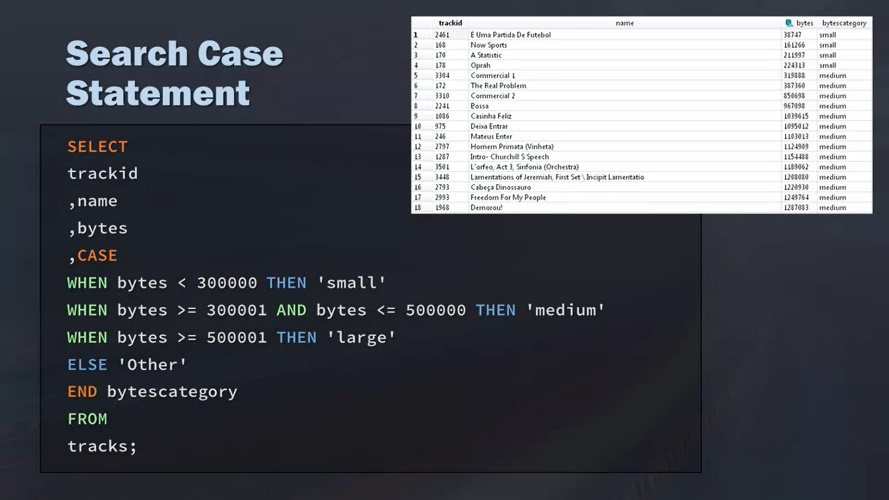 Search Case
Statement
SELECT
trackid
,name
,bytes
,CASE
WHEN bytes < 300000 THEN 'small'
WHEN bytes >= 300001 AND bytes <= 500000 THEN 'medium'
WHEN bytes >= 500001 THEN 'large'
ELSE 'Other'
END bytescategory
FROM
tracks;
trackid name bytes bytescategory
1 2461 É Uma Partida De Futebol 38747 small
2 168 Now Sports 161266 small
3 170 A Statistic 211997 small
4 178 Oprah 224313 small
5 3304 Commercial 1 319888 medium
6 172 The Real Problem 387360 medium
7 3310 Commercial 2 850698 medium
8 2241 Bossa 967098 medium
9 1086 Casinha Feliz 1039615 medium
10 975 Deixa Entrar 1095012 medium
11 246 Mateus Enter 1103013 medium
12 2797 Homem Primata (Vinheta) 1124909 medium
13 1287 Intro- Churchill S Speech 1154488 medium
14 3501 L'orfeo, Act 3, Sinfonia (Orchestra) 1189062 medium
15 3448 Lamentations of Jeremiah, First Set \ Incipit Lamentatio 1208080 medium
16 2793 Cabeça Dinossauro 1220930 medium
17 2993 Freedom For My People 1249764 medium
18 1968 Demorou! 1287083 medium